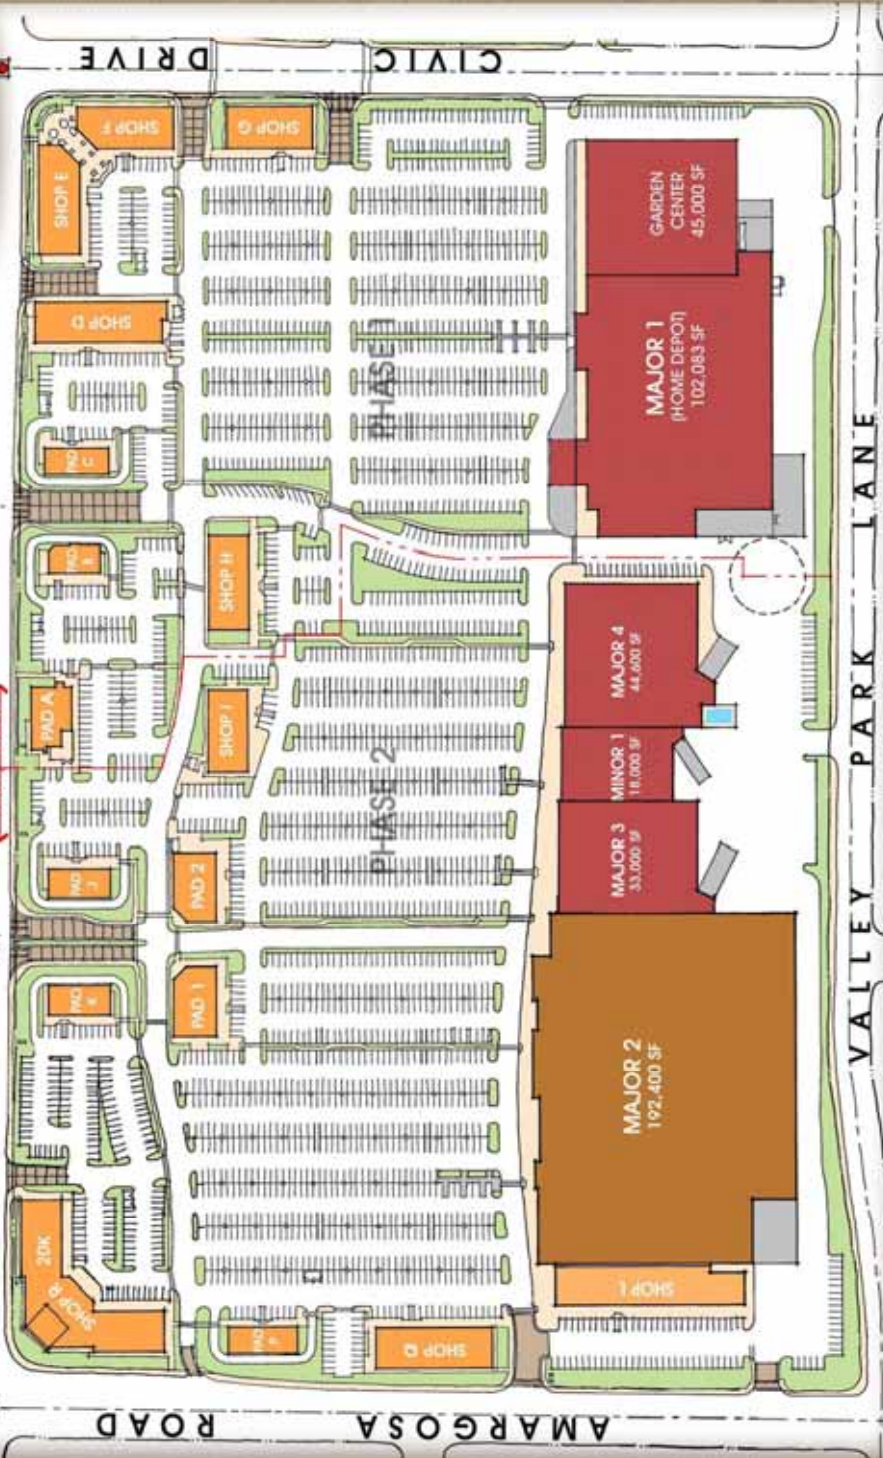 CIVIC DRIVE
SHOP F
SHOP G
SHOP E
GARDEN
CENTER
45,000 SF
SHOP D
PHASE 1
MAJOR 1
(HOME DEPOT)
102,083 SF
PAD
C
PAD
B
SHOP H
MAJOR 4
44,600 SF
PAD A
SHOP I
MINOR 1
18,000 SF
PHASE 2
MAJOR 3
33,000 SF
PAD
J
PAD 2
PAD
K
PAD 1
MAJOR 2
192,400 SF
20K
SHOP R
SHOP 1
PAD
P
SHOP Q
AMARGOSA ROAD
VALLEY PARK LANE